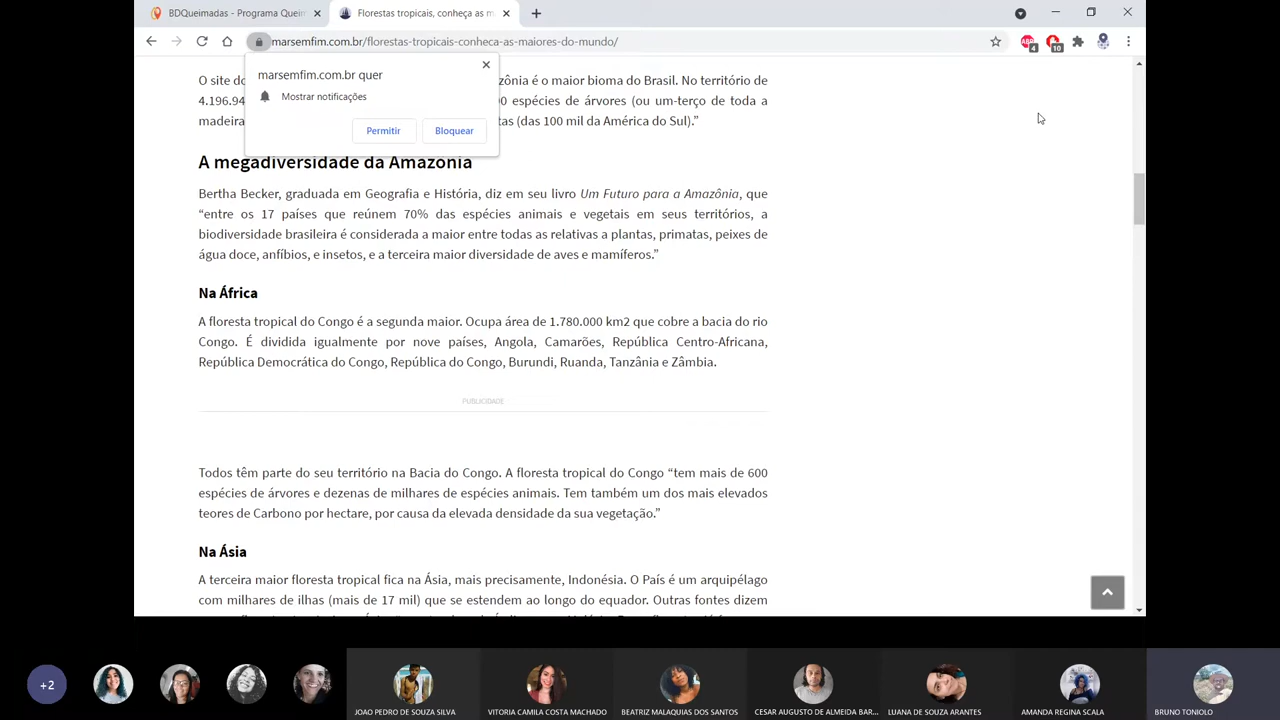 BDQueimadas - Programa Queim
Florestas tropicais, conheça as m
marsemfim.com.br/florestas-tropicais-conheca-as-maiores-do-mundo/
4
10
marsemfim.com.br quer
Mostrar notificações
Permitir
Bloquear
O site do
azônia é o maior bioma do Brasil. No território de
4.196.94
00 espécies de árvores (ou um-terço de toda a
madeira
tas (das 100 mil da América do Sul).”
A megadiversidade da Amazônia
Bertha Becker, graduada em Geografia e História, diz em seu livro Um Futuro para a Amazônia, que
“entre os 17 países que reúnem 70% das espécies animais e vegetais em seus territórios, a
biodiversidade brasileira é considerada a maior entre todas as relativas a plantas, primatas, peixes de
água doce, anfíbios, e insetos, e a terceira maior diversidade de aves e mamíferos.”
Na África
A floresta tropical do Congo é a segunda maior. Ocupa área de 1.780.000 km2 que cobre a bacia do rio
Congo. É dividida igualmente por nove países, Angola, Camarões, República Centro-Africana,
República Democrática do Congo, República do Congo, Burundi, Ruanda, Tanzânia e Zâmbia.
PUBLICIDADE
Todos têm parte do seu território na Bacia do Congo. A floresta tropical do Congo “tem mais de 600
espécies de árvores e dezenas de milhares de espécies animais. Tem também um dos mais elevados
teores de Carbono por hectare, por causa da elevada densidade da sua vegetação.”
Na Ásia
A terceira maior floresta tropical fica na Ásia, mais precisamente, Indonésia. O País é um arquipélago
com milhares de ilhas (mais de 17 mil) que se estendem ao longo do equador. Outras fontes dizem
+2
JOAO PEDRO DE SOUZA SILVA
VITORIA CAMILA COSTA MACHADO
BEATRIZ MALAQUIAS DOS SANTOS
CESAR AUGUSTO DE ALMEIDA BAR...
LUANA DE SOUZA ARANTES
AMANDA REGINA SCALA
BRUNO TONIOLO